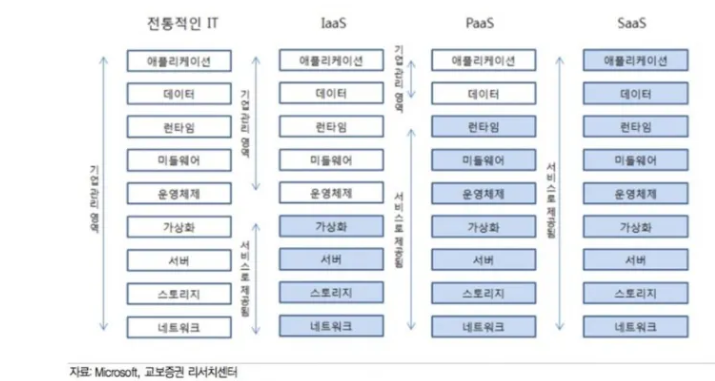 전통적인 IT
IaaS
PaaS
SaaS
기업 관리 영역
애플리케이션
데이터
런타임
미들웨어
운영체제
가상화
서버
스토리지
네트워크
기업 관리 영역
서비스로 제공됨
애플리케이션
데이터
런타임
미들웨어
운영체제
가상화
서버
스토리지
네트워크
기업 관리 영역
서비스로 제공됨
애플리케이션
데이터
런타임
미들웨어
운영체제
가상화
서버
스토리지
네트워크
서비스로 제공됨
애플리케이션
데이터
런타임
미들웨어
운영체제
가상화
서버
스토리지
네트워크
자료: Microsoft, 교보증권 리서치센터